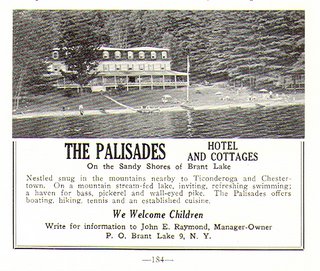 THE PALISADES HOTEL AND COTTAGES
On the Sandy Shores of Brant Lake
Nestled snug in the mountains nearby to Ticonderoga and Chester-
town. On a mountain stream-fed lake, inviting, refreshing swimming;
a haven for bass, pickerel and wall-eyed pike. The Palisades offers
boating, hiking, tennis and an established cuisine.
We Welcome Children
Write for information to John E. Raymond, Manager-Owner
P. O. Brant Lake 9, N. Y.
—184—